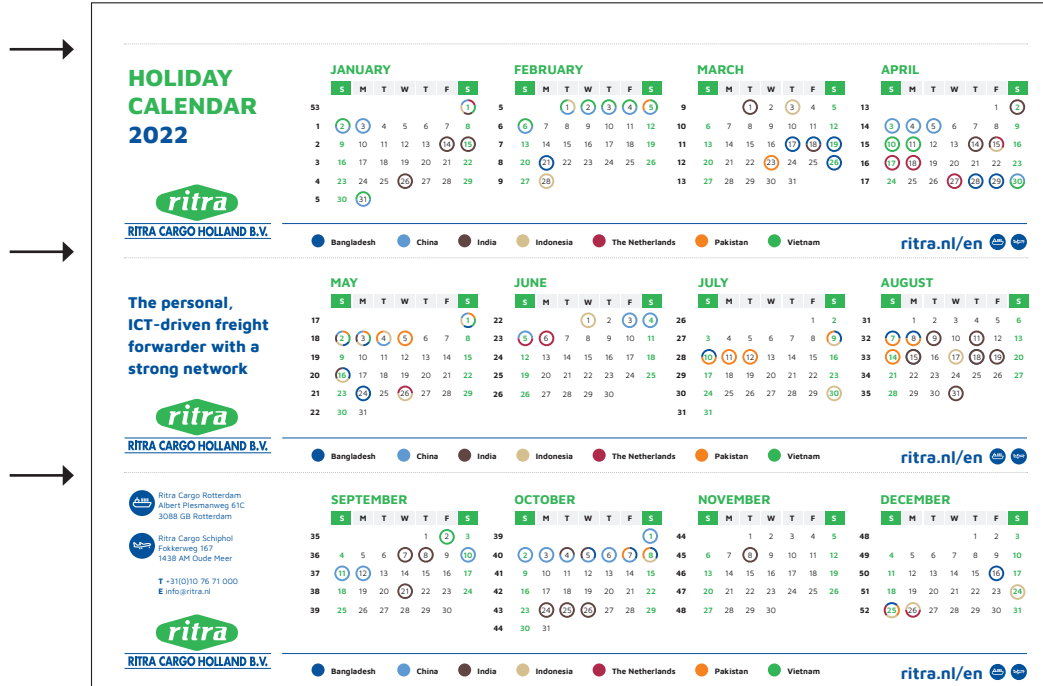 HOLIDAY
CALENDAR
2022
ritra
RITRA CARGO HOLLAND B.V.
JANUARY
S M T W T F S
53 1
1 2 3 4 5 6 7 8
2 9 10 11 12 13 14 15
3 16 17 18 19 20 21 22
4 23 24 25 26 27 28 29
5 30 31
FEBRUARY
S M T W T F S
5 1 2 3 4 5
6 6 7 8 9 10 11 12
7 13 14 15 16 17 18 19
8 20 21 22 23 24 25 26
9 27 28
MARCH
S M T W T F S
9 1 2 3 4 5
10 6 7 8 9 10 11 12
11 13 14 15 16 17 18 19
12 20 21 22 23 24 25 26
13 27 28 29 30 31
APRIL
S M T W T F S
13 1 2
14 3 4 5 6 7 8 9
15 10 11 12 13 14 15 16
16 17 18 19 20 21 22 23
17 24 25 26 27 28 29 30
Bangladesh China India Indonesia The Netherlands Pakistan Vietnam
ritra.nl/en
The personal,
ICT-driven freight
forwarder with a
strong network
ritra
RITRA CARGO HOLLAND B.V.
MAY
S M T W T F S
17 1
18 2 3 4 5 6 7 8
19 9 10 11 12 13 14 15
20 16 17 18 19 20 21 22
21 23 24 25 26 27 28 29
22 30 31
JUNE
S M T W T F S
22 1 2 3 4
23 5 6 7 8 9 10 11
24 12 13 14 15 16 17 18
25 19 20 21 22 23 24 25
26 26 27 28 29 30
JULY
S M T W T F S
26 1 2
27 3 4 5 6 7 8 9
28 10 11 12 13 14 15 16
29 17 18 19 20 21 22 23
30 24 25 26 27 28 29 30
31 31
AUGUST
S M T W T F S
31 1 2 3 4 5 6
32 7 8 9 10 11 12 13
33 14 15 16 17 18 19 20
34 21 22 23 24 25 26 27
35 28 29 30 31
Bangladesh China India Indonesia The Netherlands Pakistan Vietnam
ritra.nl/en
Ritra Cargo Rotterdam
Albert Plesmanweg 61C
3088 GB Rotterdam
Ritra Cargo Schiphol
Fokkerweg 167
1438 AM Oude Meer
T +31(0)10 76 71 000
E info@ritra.nl
ritra
RITRA CARGO HOLLAND B.V.
SEPTEMBER
S M T W T F S
35 1 2 3
36 4 5 6 7 8 9 10
37 11 12 13 14 15 16 17
38 18 19 20 21 22 23 24
39 25 26 27 28 29 30
OCTOBER
S M T W T F S
39 1
40 2 3 4 5 6 7 8
41 9 10 11 12 13 14 15
42 16 17 18 19 20 21 22
43 23 24 25 26 27 28 29
44 30 31
NOVEMBER
S M T W T F S
44 1 2 3 4 5
45 6 7 8 9 10 11 12
46 13 14 15 16 17 18 19
47 20 21 22 23 24 25 26
48 27 28 29 30
DECEMBER
S M T W T F S
48 1 2 3
49 4 5 6 7 8 9 10
50 11 12 13 14 15 16 17
51 18 19 20 21 22 23 24
52 25 26 27 28 29 30 31
Bangladesh China India Indonesia The Netherlands Pakistan Vietnam
ritra.nl/en